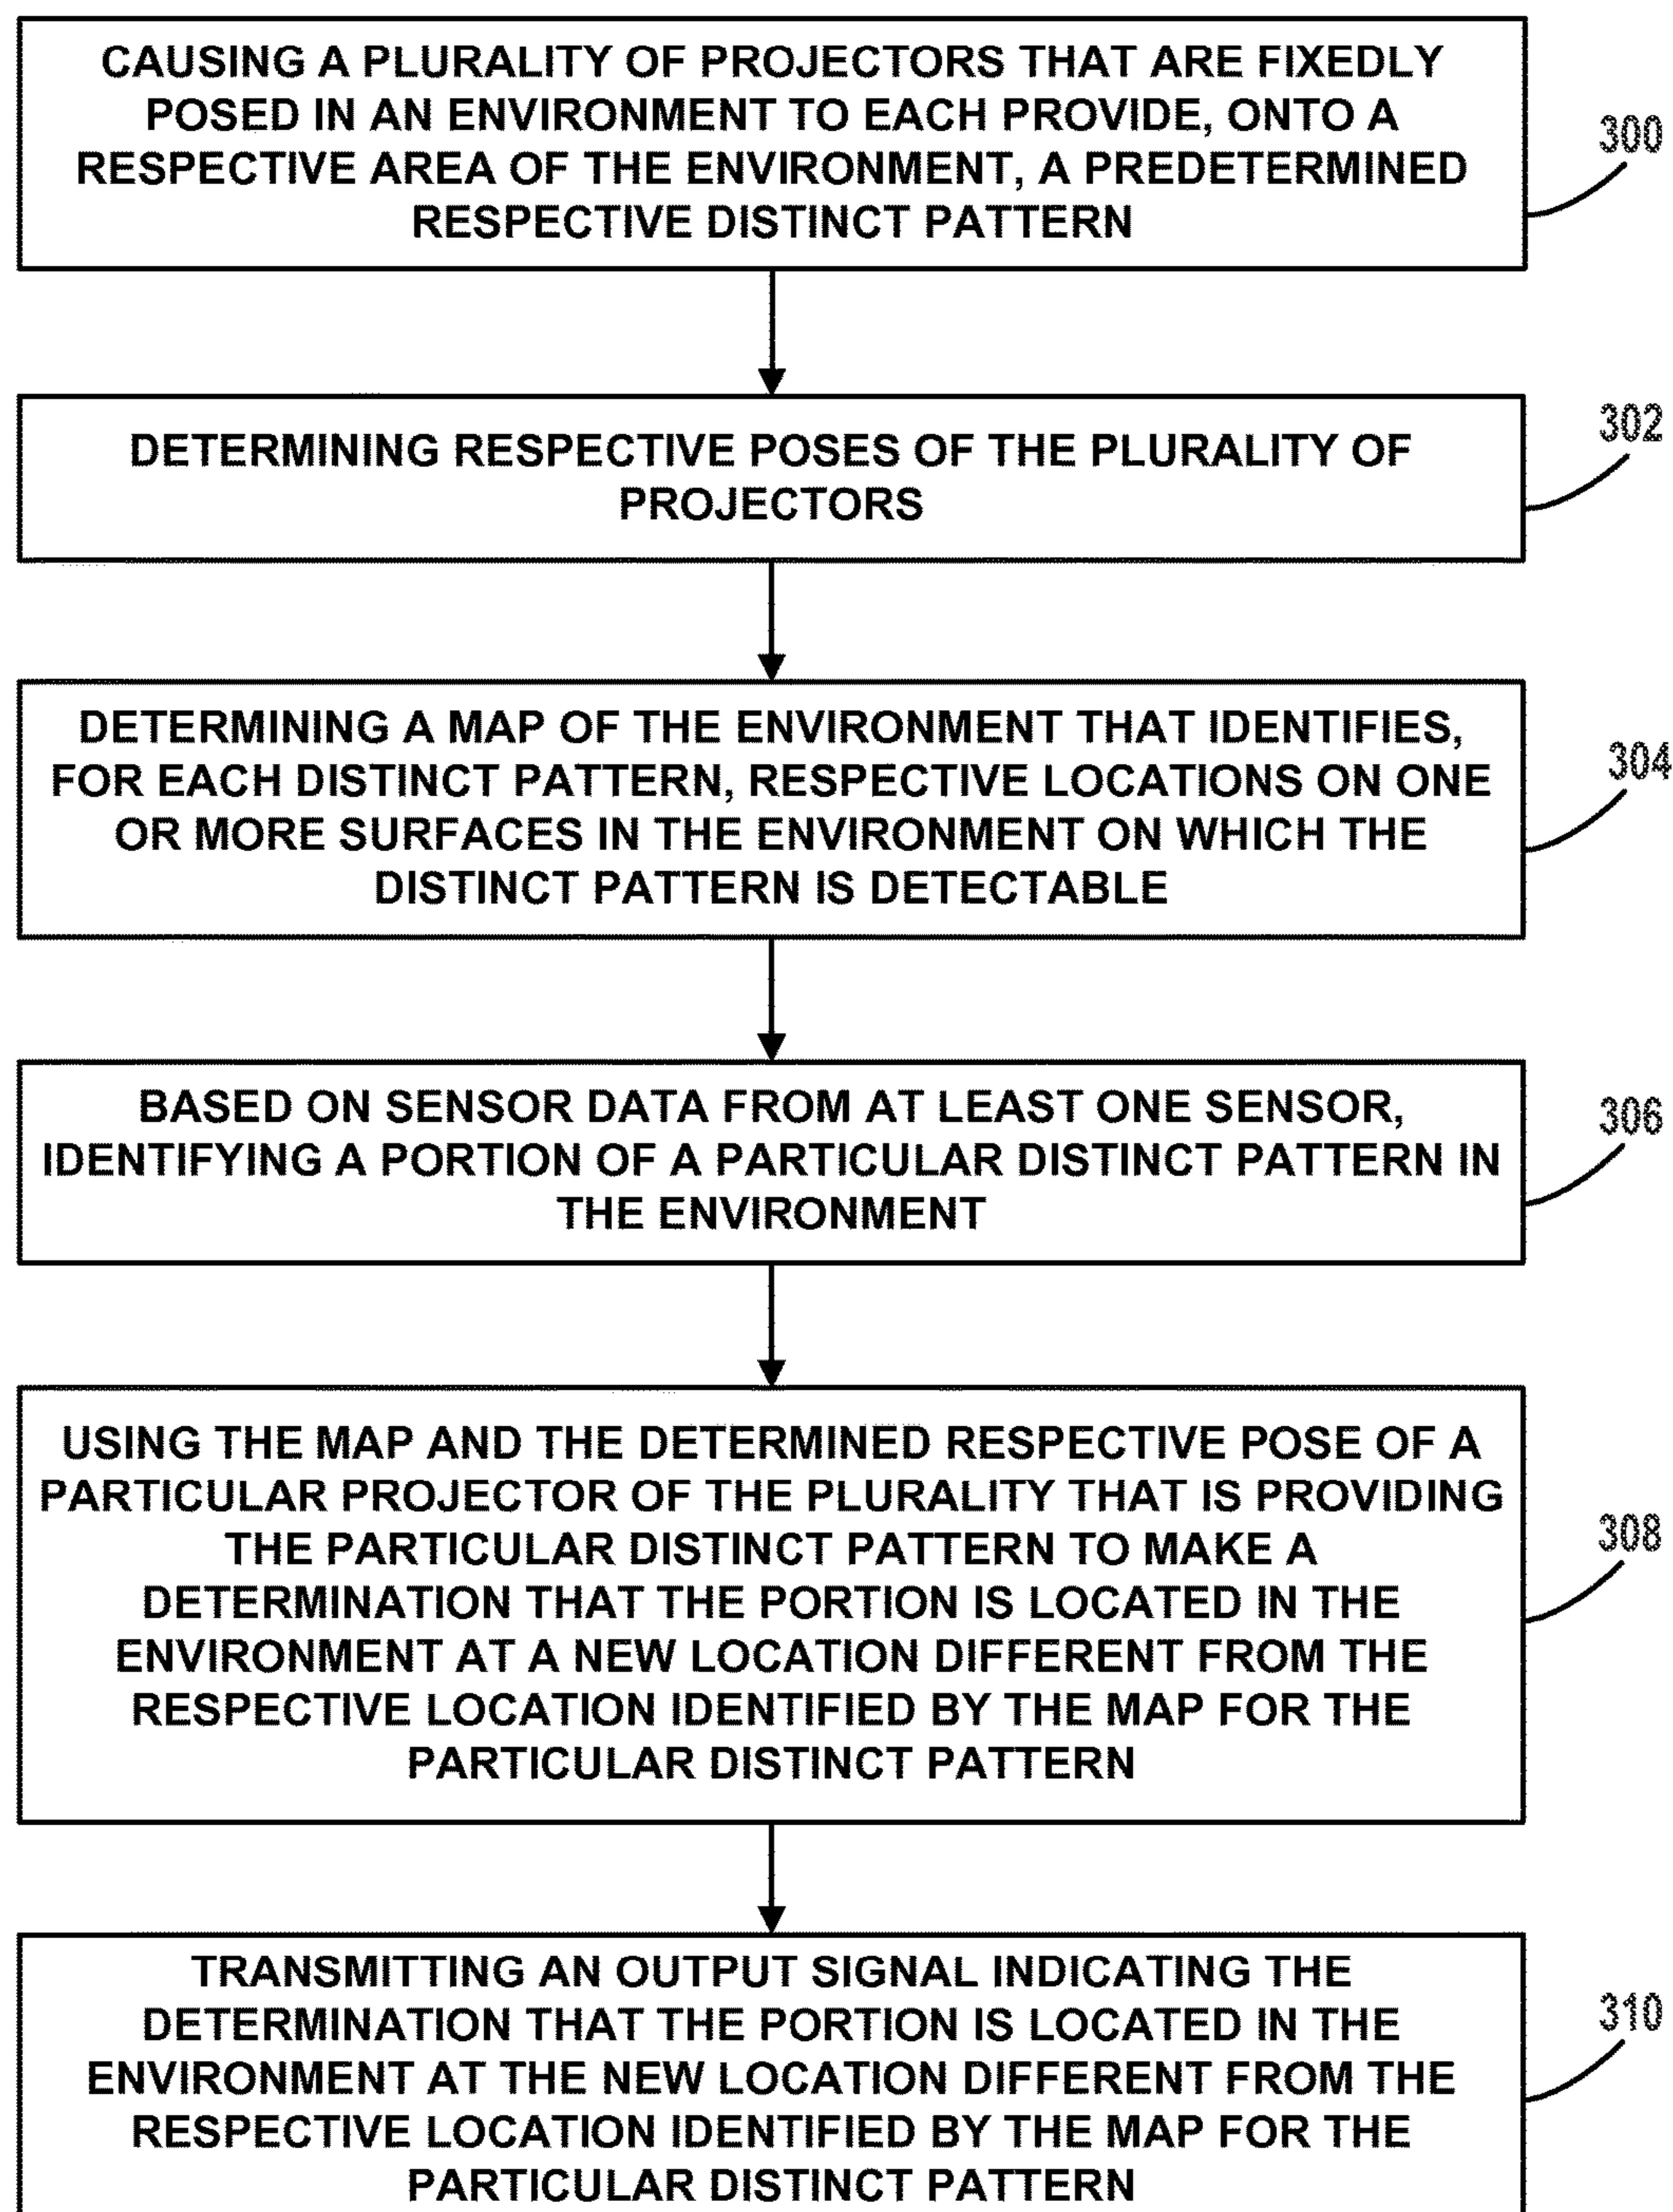 CAUSING A PLURALITY OF PROJECTORS THAT ARE FIXEDLY
POSED IN AN ENVIRONMENT TO EACH PROVIDE, ONTO A
RESPECTIVE AREA OF THE ENVIRONMENT, A PREDETERMINED
RESPECTIVE DISTINCT PATTERN
300
DETERMINING RESPECTIVE POSES OF THE PLURALITY OF
PROJECTORS
302
DETERMINING A MAP OF THE ENVIRONMENT THAT IDENTIFIES,
FOR EACH DISTINCT PATTERN, RESPECTIVE LOCATIONS ON ONE
OR MORE SURFACES IN THE ENVIRONMENT ON WHICH THE
DISTINCT PATTERN IS DETECTABLE
304
BASED ON SENSOR DATA FROM AT LEAST ONE SENSOR,
IDENTIFYING A PORTION OF A PARTICULAR DISTINCT PATTERN IN
THE ENVIRONMENT
306
USING THE MAP AND THE DETERMINED RESPECTIVE POSE OF A
PARTICULAR PROJECTOR OF THE PLURALITY THAT IS PROVIDING
THE PARTICULAR DISTINCT PATTERN TO MAKE A
DETERMINATION THAT THE PORTION IS LOCATED IN THE
ENVIRONMENT AT A NEW LOCATION DIFFERENT FROM THE
RESPECTIVE LOCATION IDENTIFIED BY THE MAP FOR THE
PARTICULAR DISTINCT PATTERN
308
TRANSMITTING AN OUTPUT SIGNAL INDICATING THE
DETERMINATION THAT THE PORTION IS LOCATED IN THE
ENVIRONMENT AT THE NEW LOCATION DIFFERENT FROM THE
RESPECTIVE LOCATION IDENTIFIED BY THE MAP FOR THE
PARTICULAR DISTINCT PATTERN
310